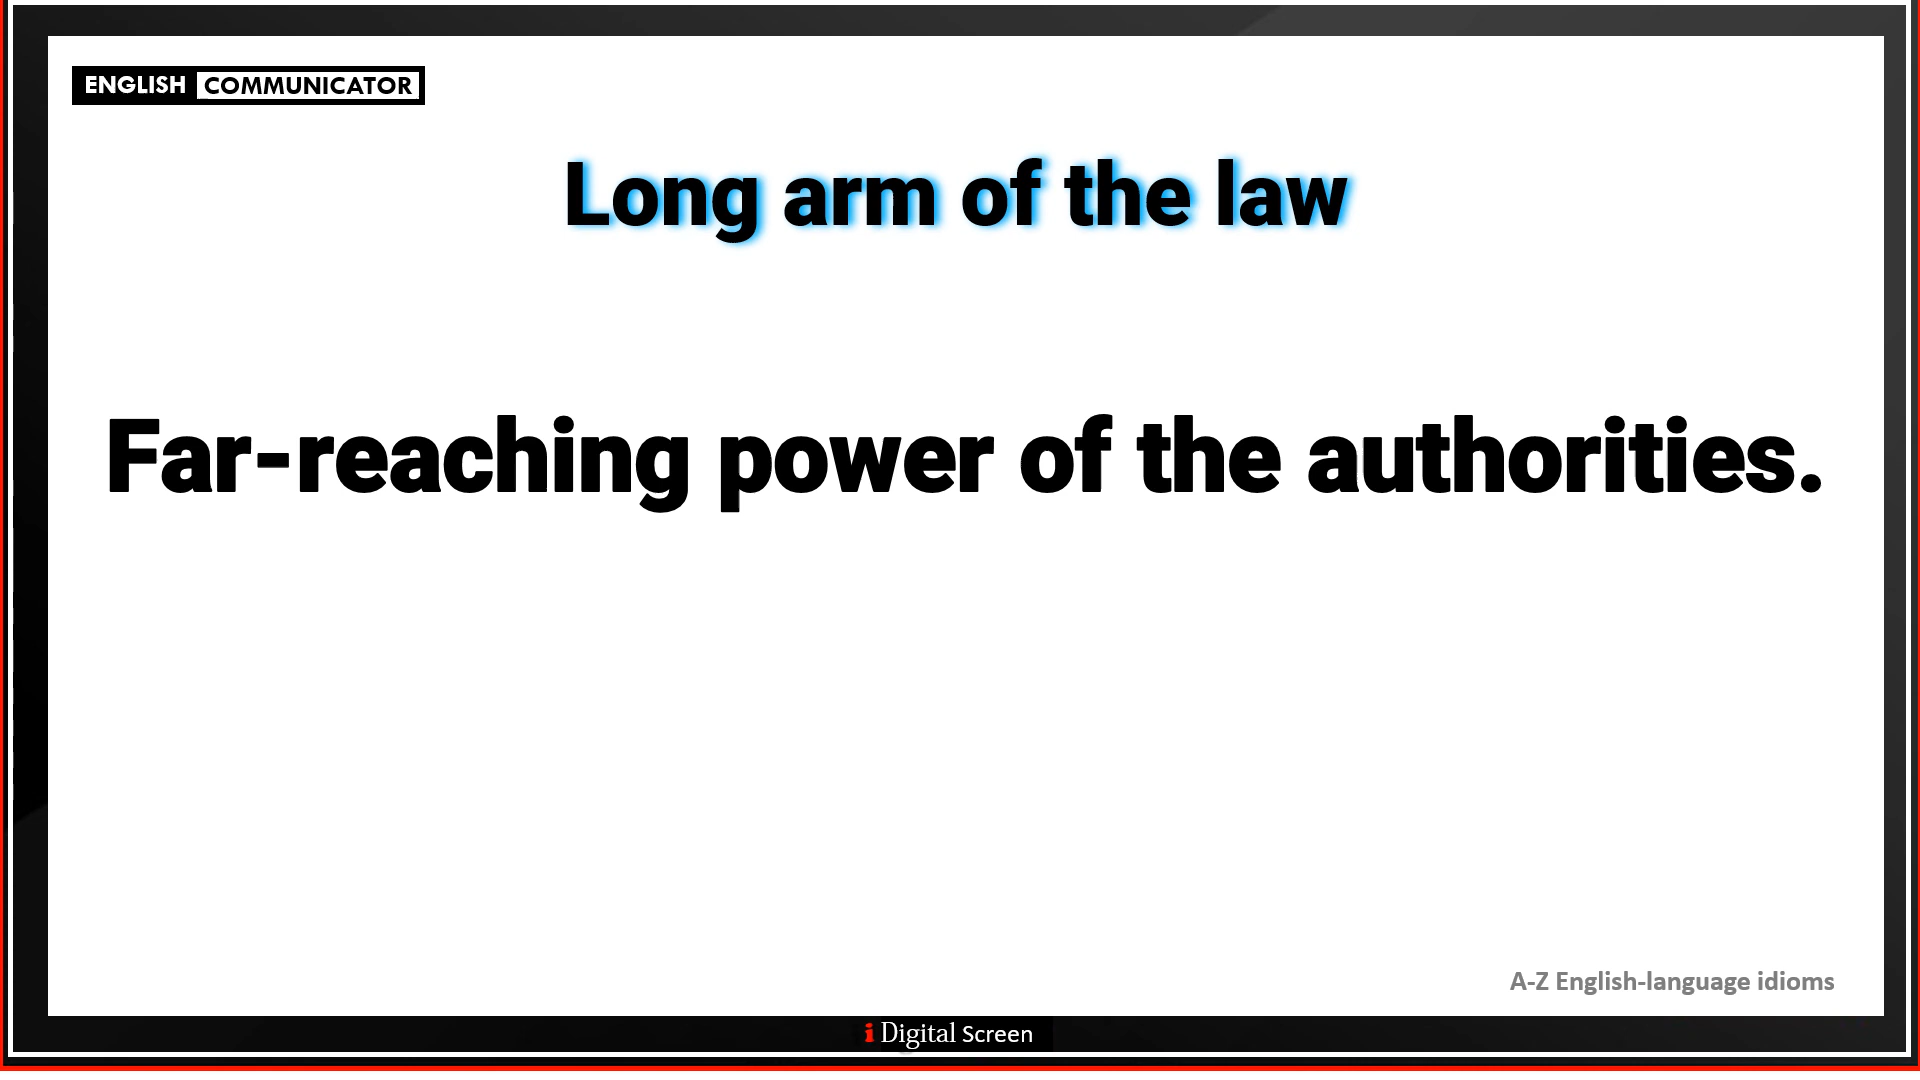 ENGLISH COMMUNICATOR
Long arm of the law
Far-reaching power of the authorities.
A-Z English-language idioms
i Digital Screen